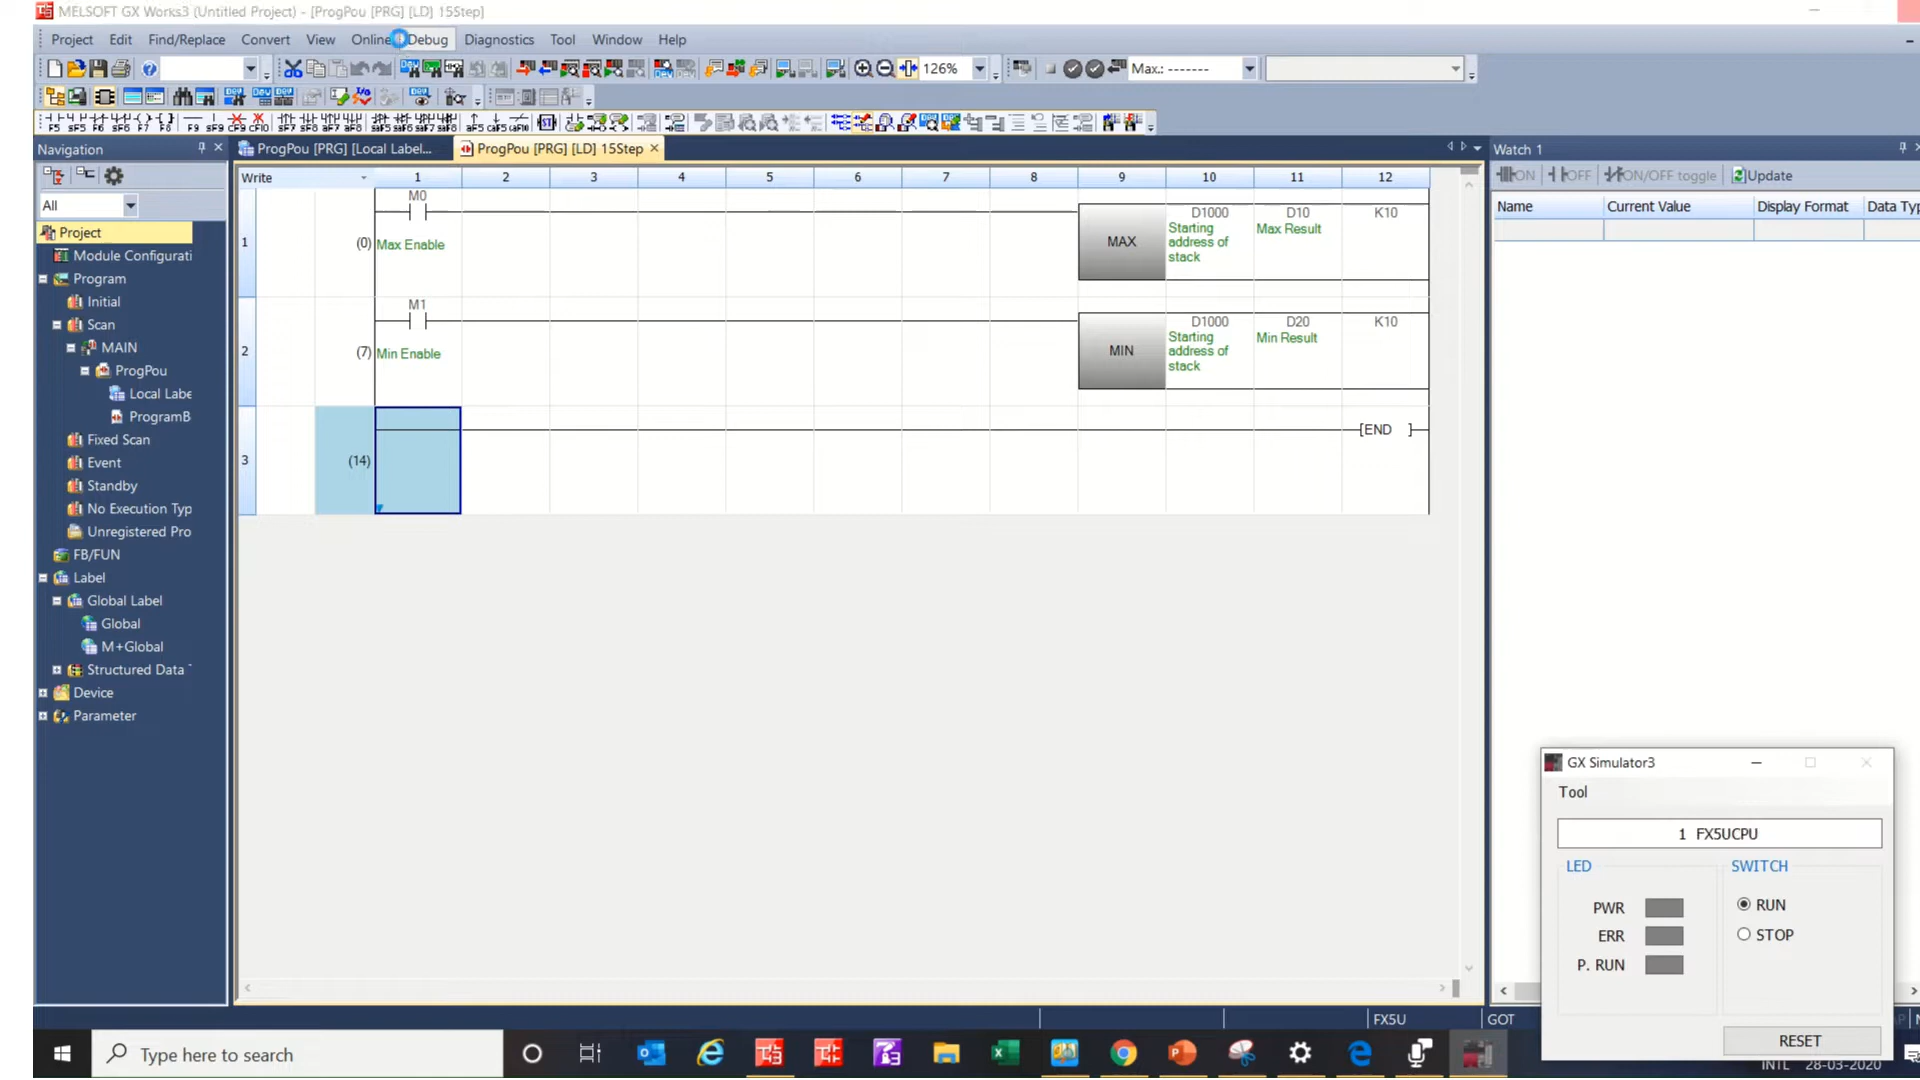 MELSOFT GX Works3 (Untitled Project) - [ProgPou [PRG] [LD] 15Step]
Project Edit Find/Replace Convert View Online Debug Diagnostics Tool Window Help
126% Max.: -------
Navigation ProgPou [PRG] [Local Label... ProgPou [PRG] [LD] 15Step Watch 1
ON OFF ON/OFF toggle Update
All
Name Current Value Display Format Data Typ
Write 1 2 3 4 5 6 7 8 9 10 11 12
Project
Module Configurati
Program
Initial
Scan
MAIN
ProgPou
Local Labe
ProgramB
Fixed Scan
Event
Standby
No Execution Typ
Unregistered Pro
FB/FUN
Label
Global Label
Global
M+Global
Structured Data
Device
Parameter
M0
1 (0) Max Enable
MAX
D1000
Starting
address of
stack
D10
Max Result
K10
M1
2 (7) Min Enable
MIN
D1000
Starting
address of
stack
D20
Min Result
K10
3 (14)
[END ]
GX Simulator3
Tool
1 FX5UCPU
LED SWITCH
PWR RUN
ERR STOP
P. RUN
RESET
FX5U GOT
Type here to search
INTL 28-03-2020